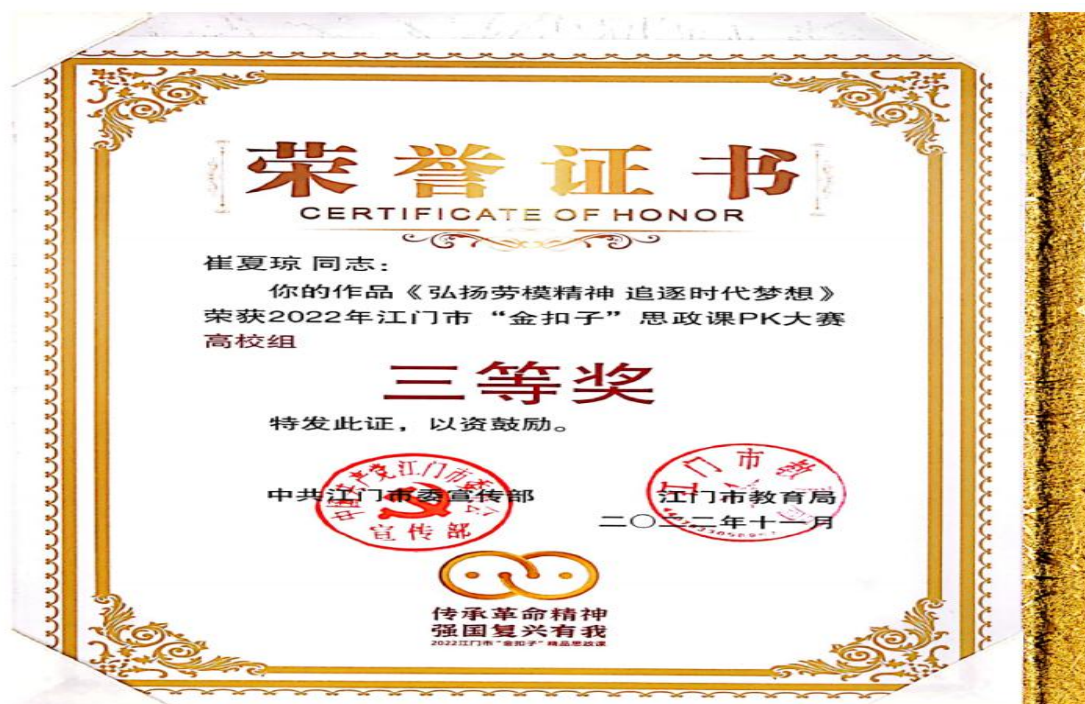 荣誉证书
CERTIFICATE OF HONOR
崔夏琼 同志：
你的作品《弘扬劳模精神 追逐时代梦想》
荣获2022年江门市“金扣子”思政课PK大赛
高校组
三等奖
特发此证，以资鼓励。
中共江门市委宣传部
江门市教育局
二〇二二年十一月
宣传部
传承革命精神
强国复兴有我
2022江门市“金扣子”精品思政课